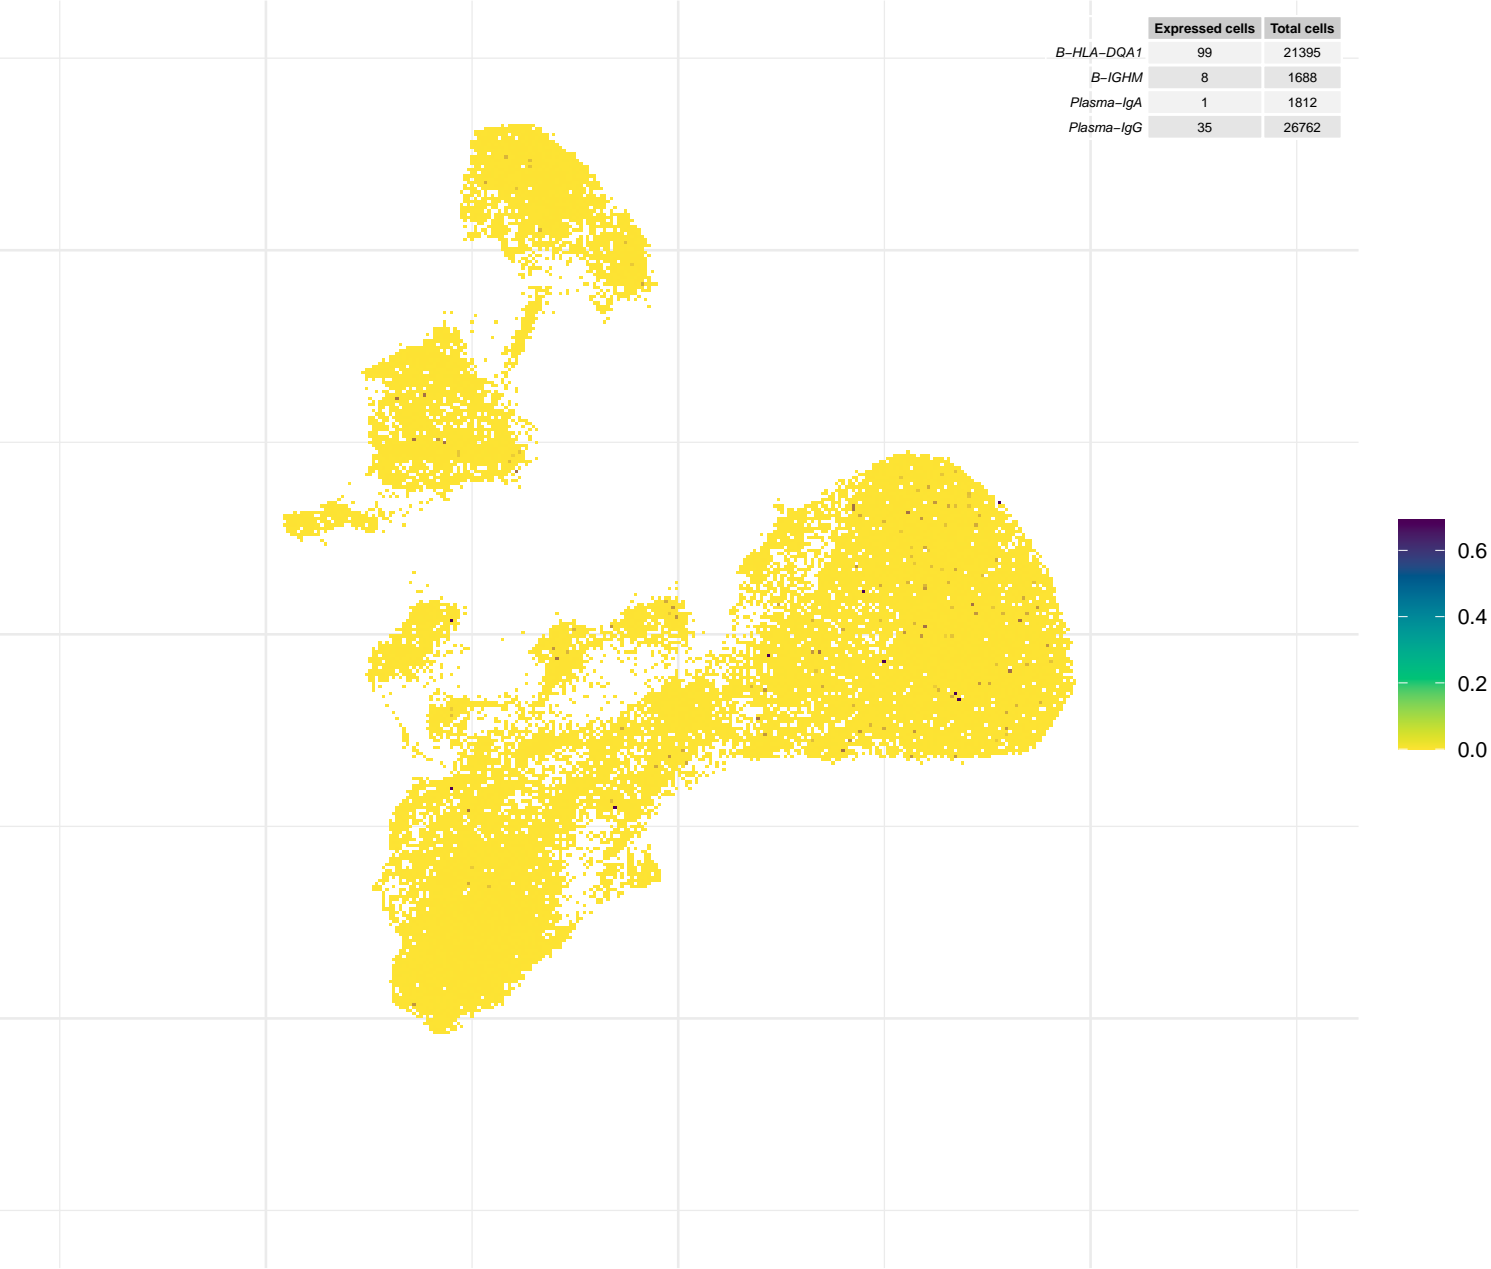 Expressed cells Total cells
B−HLA−DQA1 99 21395
B−IGHM 8 1688
Plasma−IgA 1 1812
Plasma−IgG 35 26762
0.6
0.4
0.2
0.0